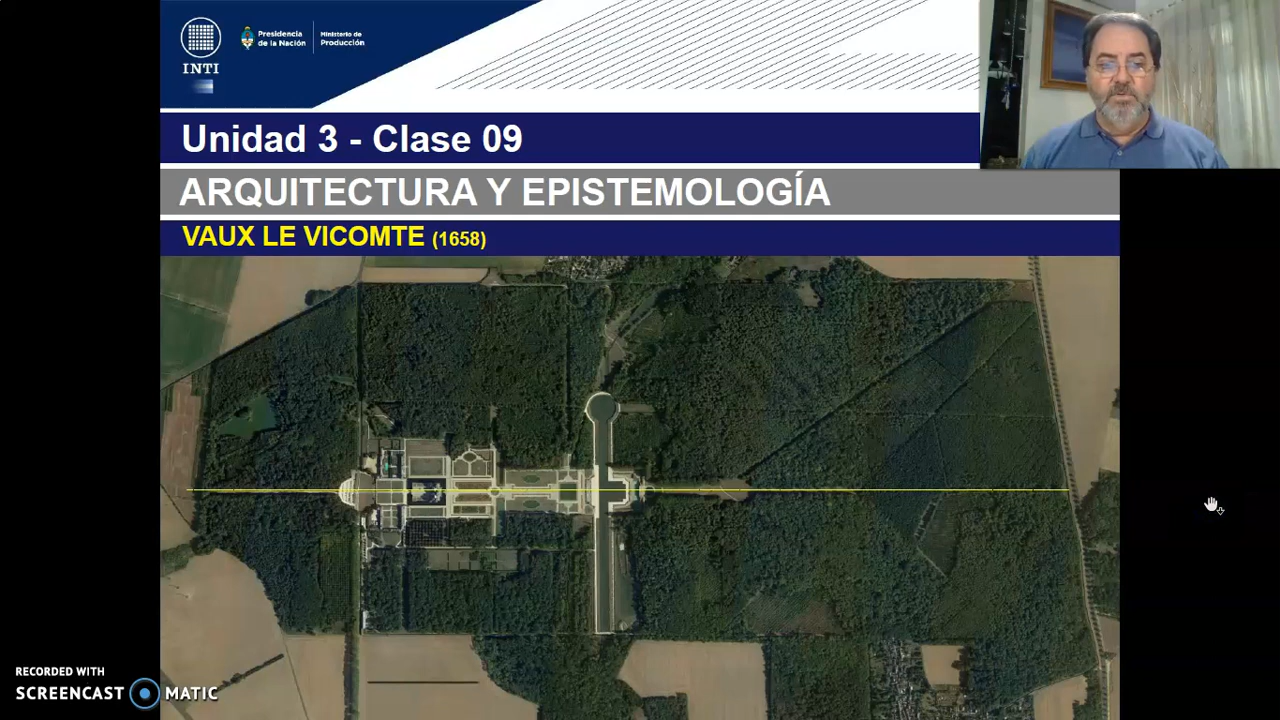 INTI
Presidencia
de la Nación
Ministerio de
Producción
Unidad 3 - Clase 09
ARQUITECTURA Y EPISTEMOLOGÍA
VAUX LE VICOMTE (1658)
RECORDED WITH
SCREENCAST MATIC